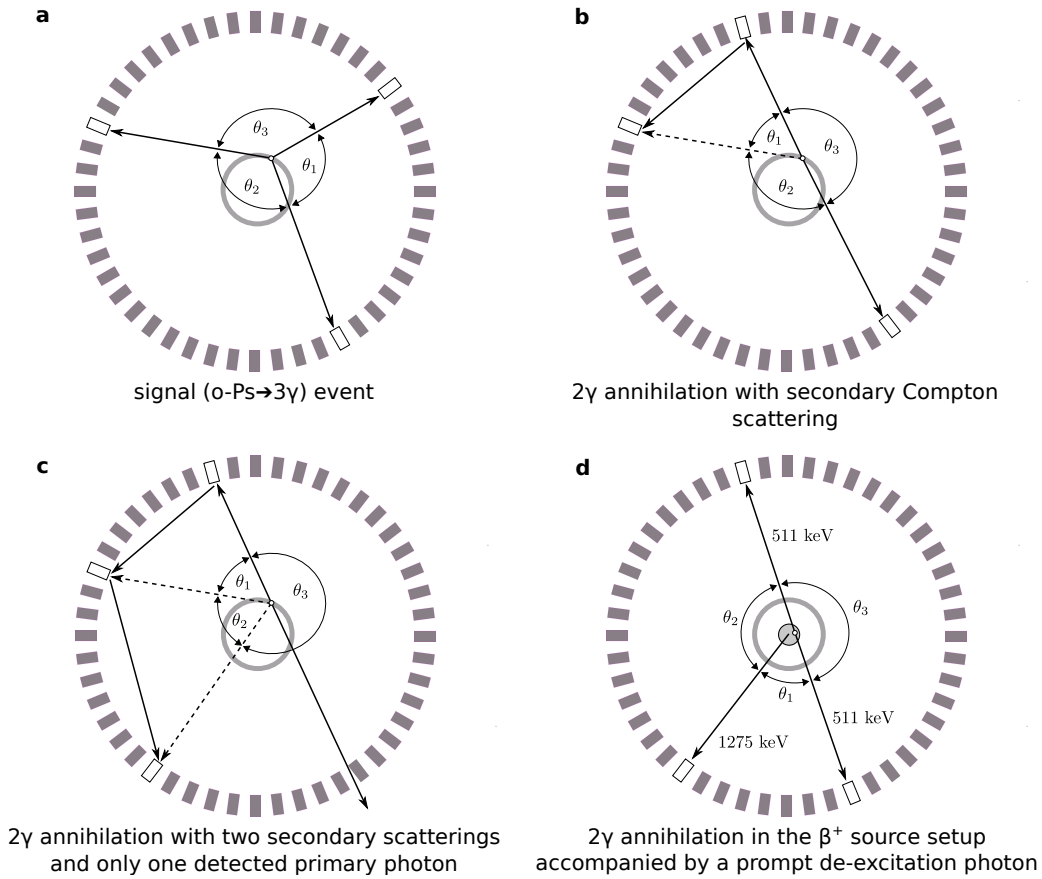 a
θ3
θ1
θ2
signal (o-Ps➔3γ) event
b
θ1
θ3
θ2
2γ annihilation with secondary Compton
scattering
c
θ1
θ3
θ2
2γ annihilation with two secondary scatterings
and only one detected primary photon
d
511 keV
θ2
θ3
θ1
511 keV
1275 keV
2γ annihilation in the β⁺ source setup
accompanied by a prompt de-excitation photon